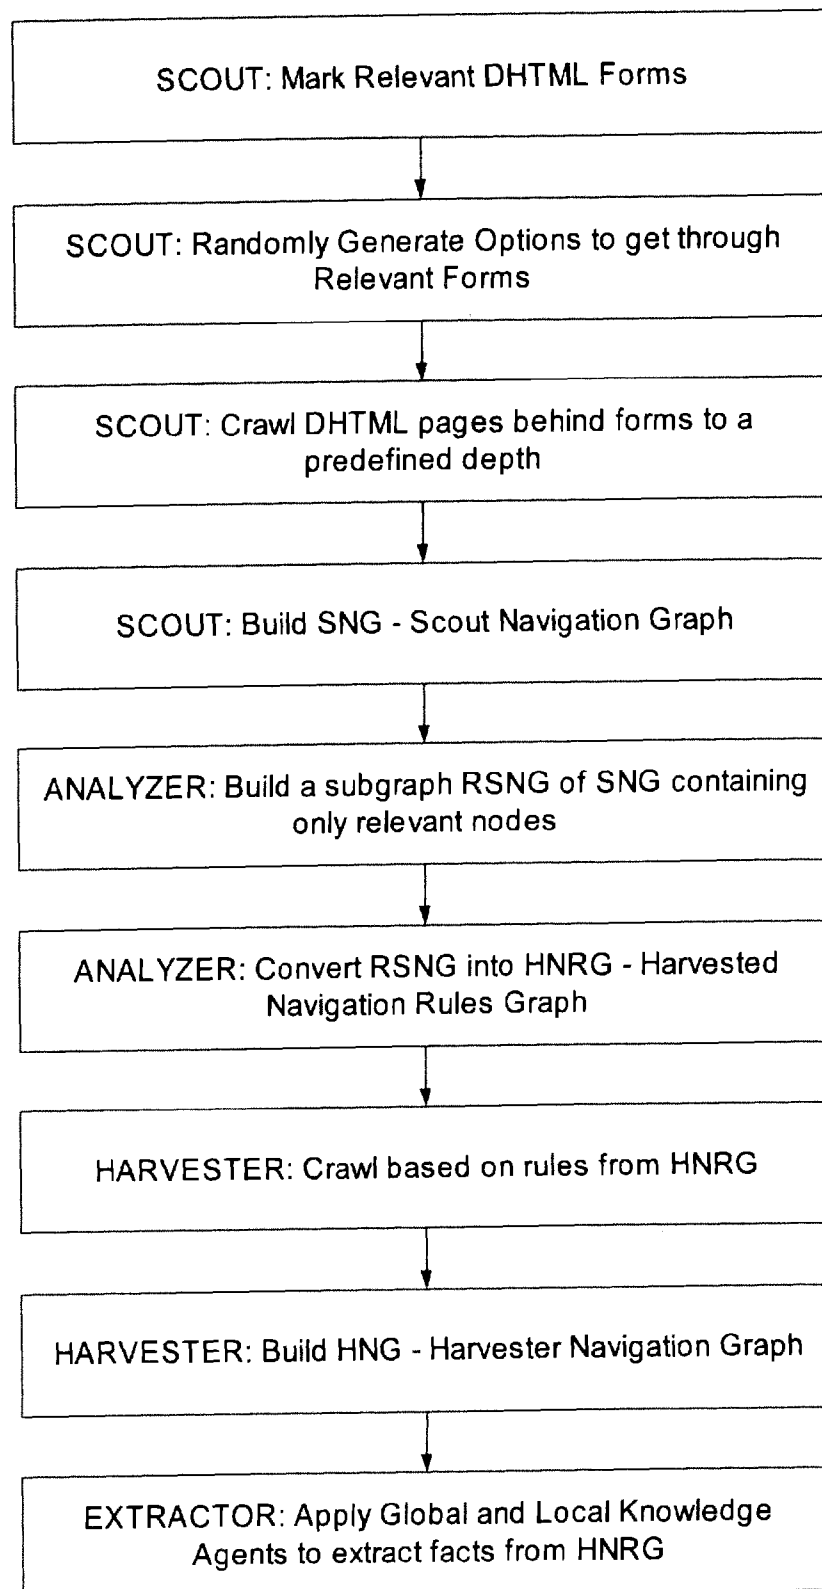 SCOUT: Mark Relevant DHTML Forms
SCOUT: Randomly Generate Options to get through
Relevant Forms
SCOUT: Crawl DHTML pages behind forms to a
predefined depth
SCOUT: Build SNG - Scout Navigation Graph
ANALYZER: Build a subgraph RSNG of SNG containing
only relevant nodes
ANALYZER: Convert RSNG into HNRG - Harvested
Navigation Rules Graph
HARVESTER: Crawl based on rules from HNRG
HARVESTER: Build HNG - Harvester Navigation Graph
EXTRACTOR: Apply Global and Local Knowledge
Agents to extract facts from HNRG